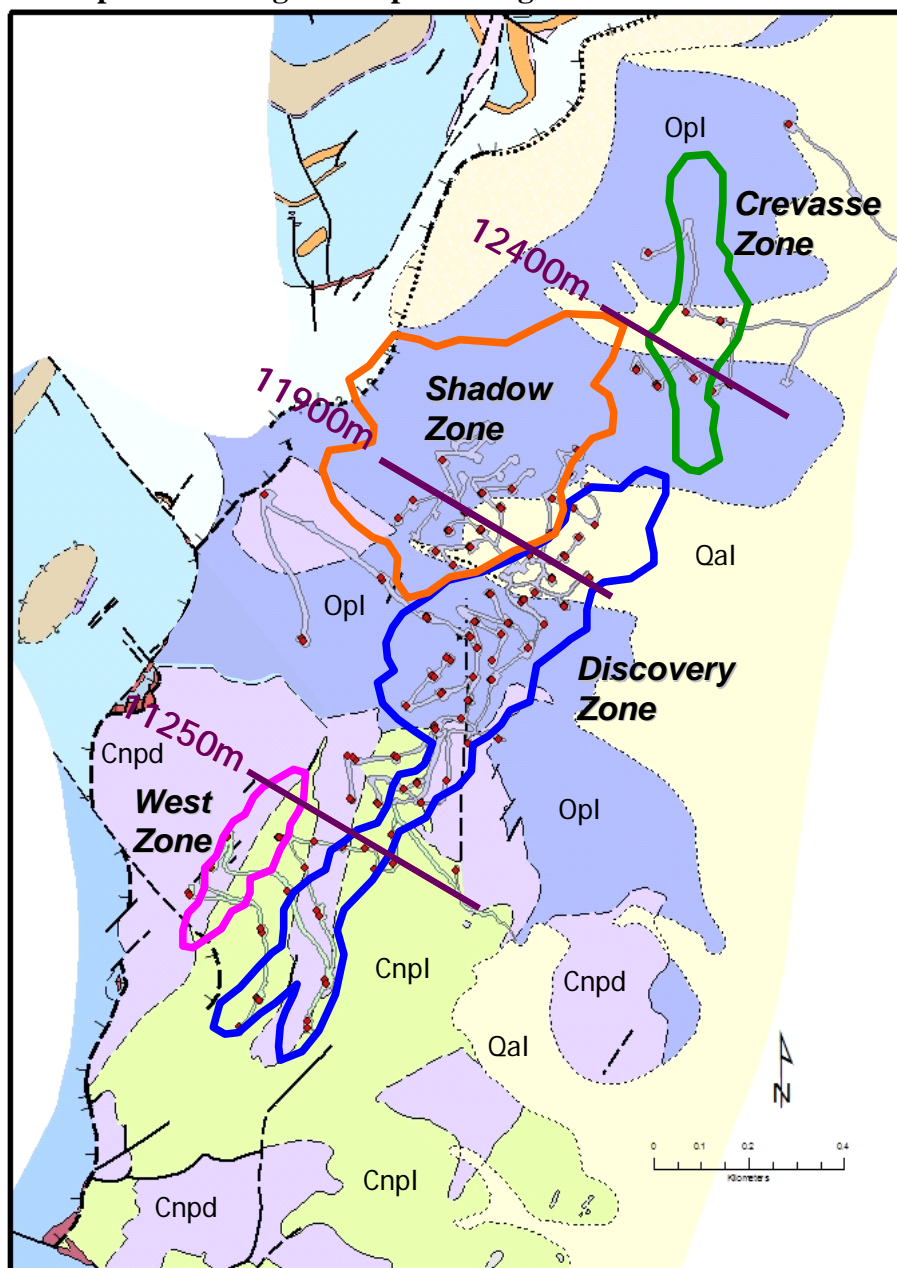 Opl
Crevasse
Zone
12400m
Shadow
Zone
11900m
Qal
Opl
Discovery
Zone
11250m
Cnpd
West
Zone
Opl
Cnpl
Cnpd
Qal
N
0 0.1 0.2 0.4
Kilometers
Cnpl
Cnpd